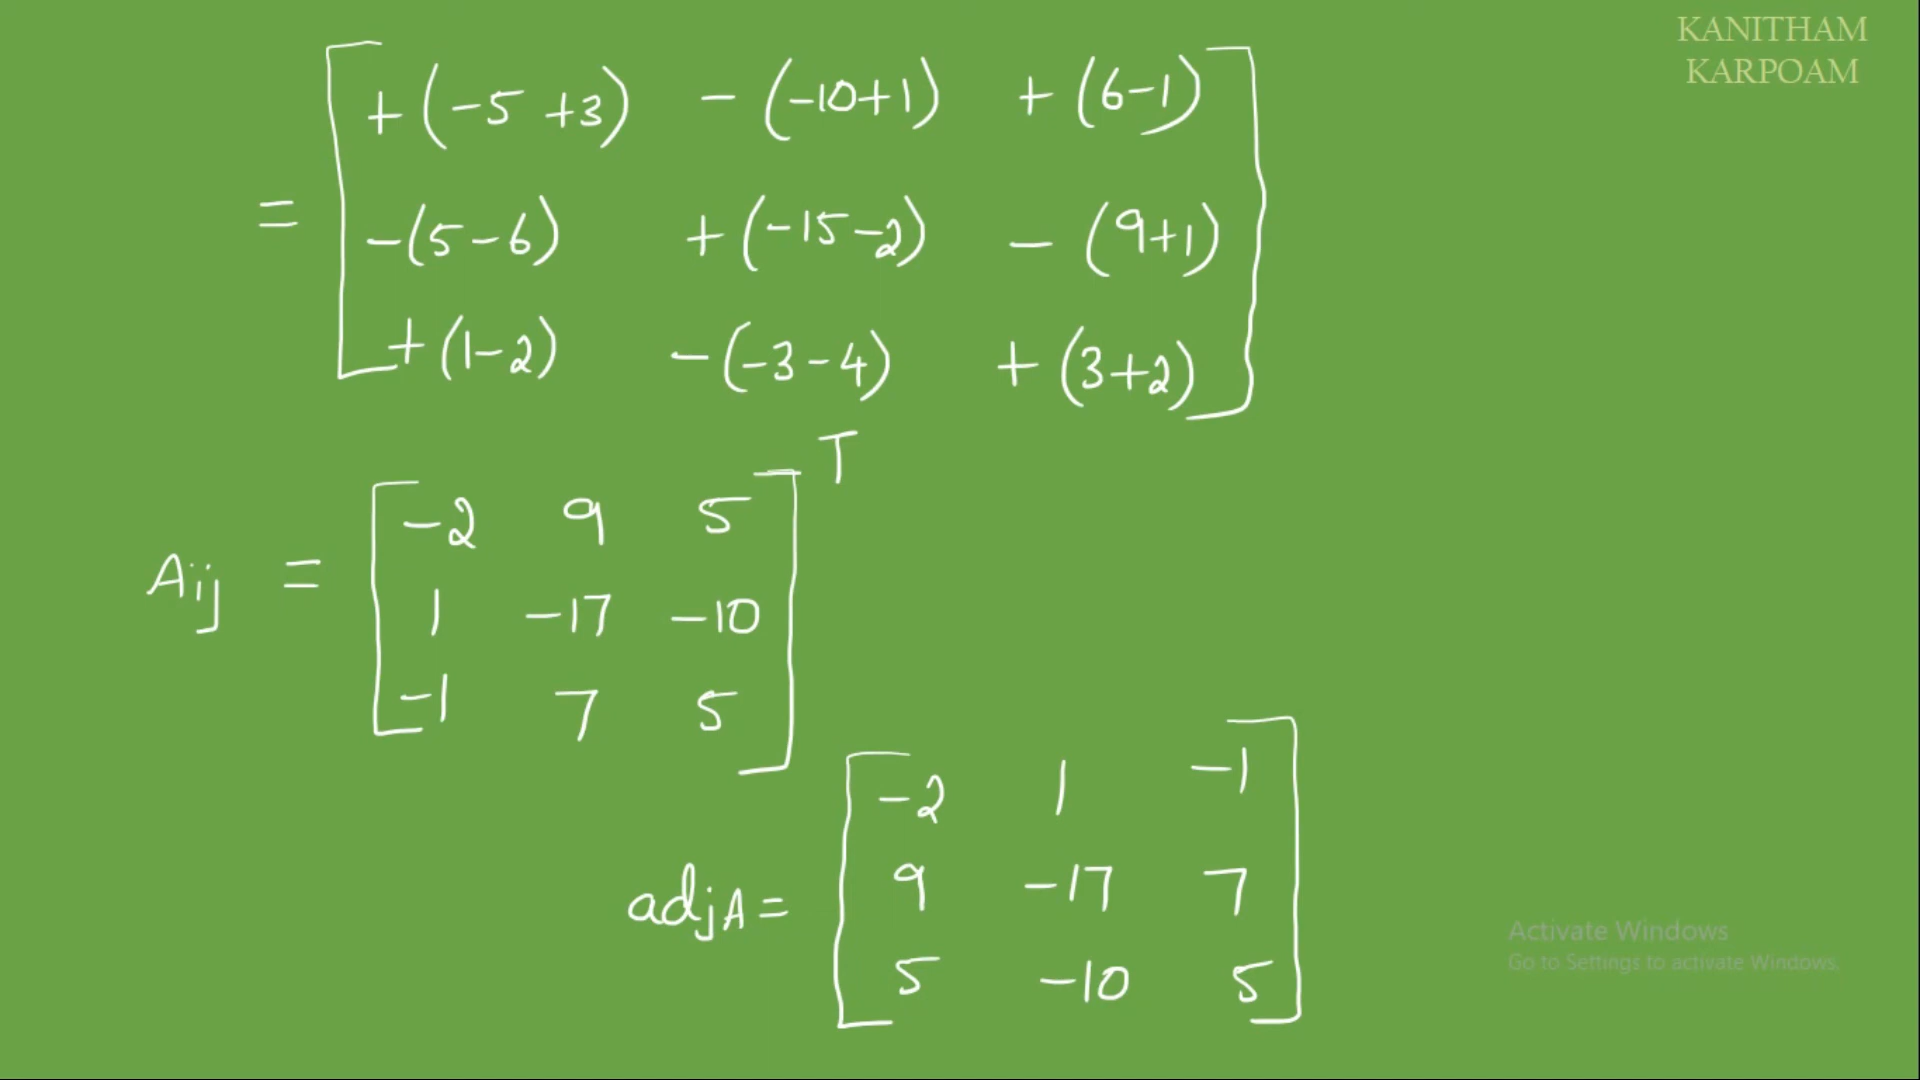 KANITHAM
KARPOAM
+(-5+3) -(-10+1) +(6-1)
= -(5-6) +(-15-2) -(9+1)
+(1-2) -(-3-4) +(3+2)
T
-2 9 5
Aij = 1 -17 -10
-1 7 5
-2 1 -1
adjA= 9 -17 7
5 -10 5
Activate Windows
Go to Settings to activate Windows.